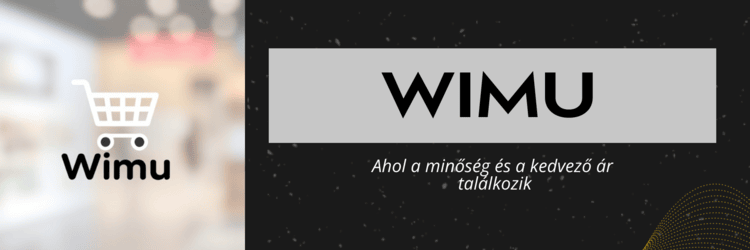 Wimu
WIMU
Ahol a minőség és a kedvező ár
találkozik